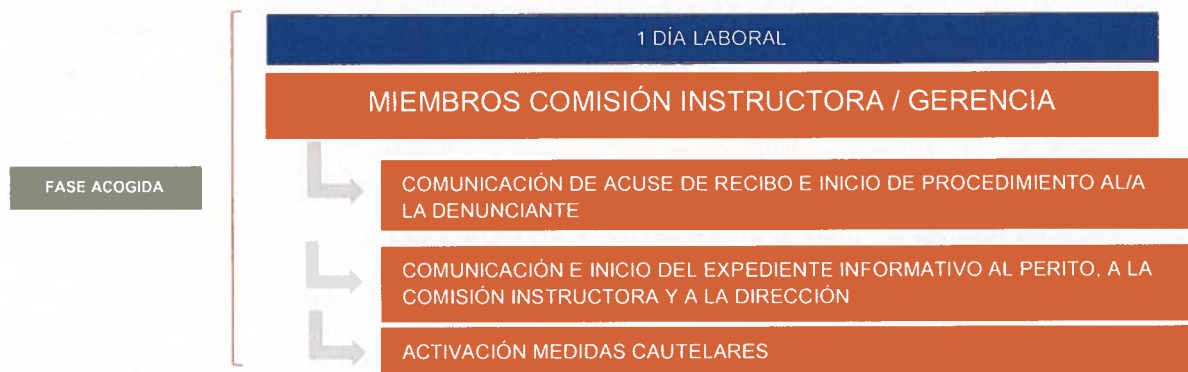 1 DÍA LABORAL
MIEMBROS COMISIÓN INSTRUCTORA / GERENCIA
FASE ACOGIDA
COMUNICACIÓN DE ACUSE DE RECIBO E INICIO DE PROCEDIMIENTO AL/A
LA DENUNCIANTE
COMUNICACIÓN E INICIO DEL EXPEDIENTE INFORMATIVO AL PERITO, A LA
COMISIÓN INSTRUCTORA Y A LA DIRECCIÓN
ACTIVACIÓN MEDIDAS CAUTELARES